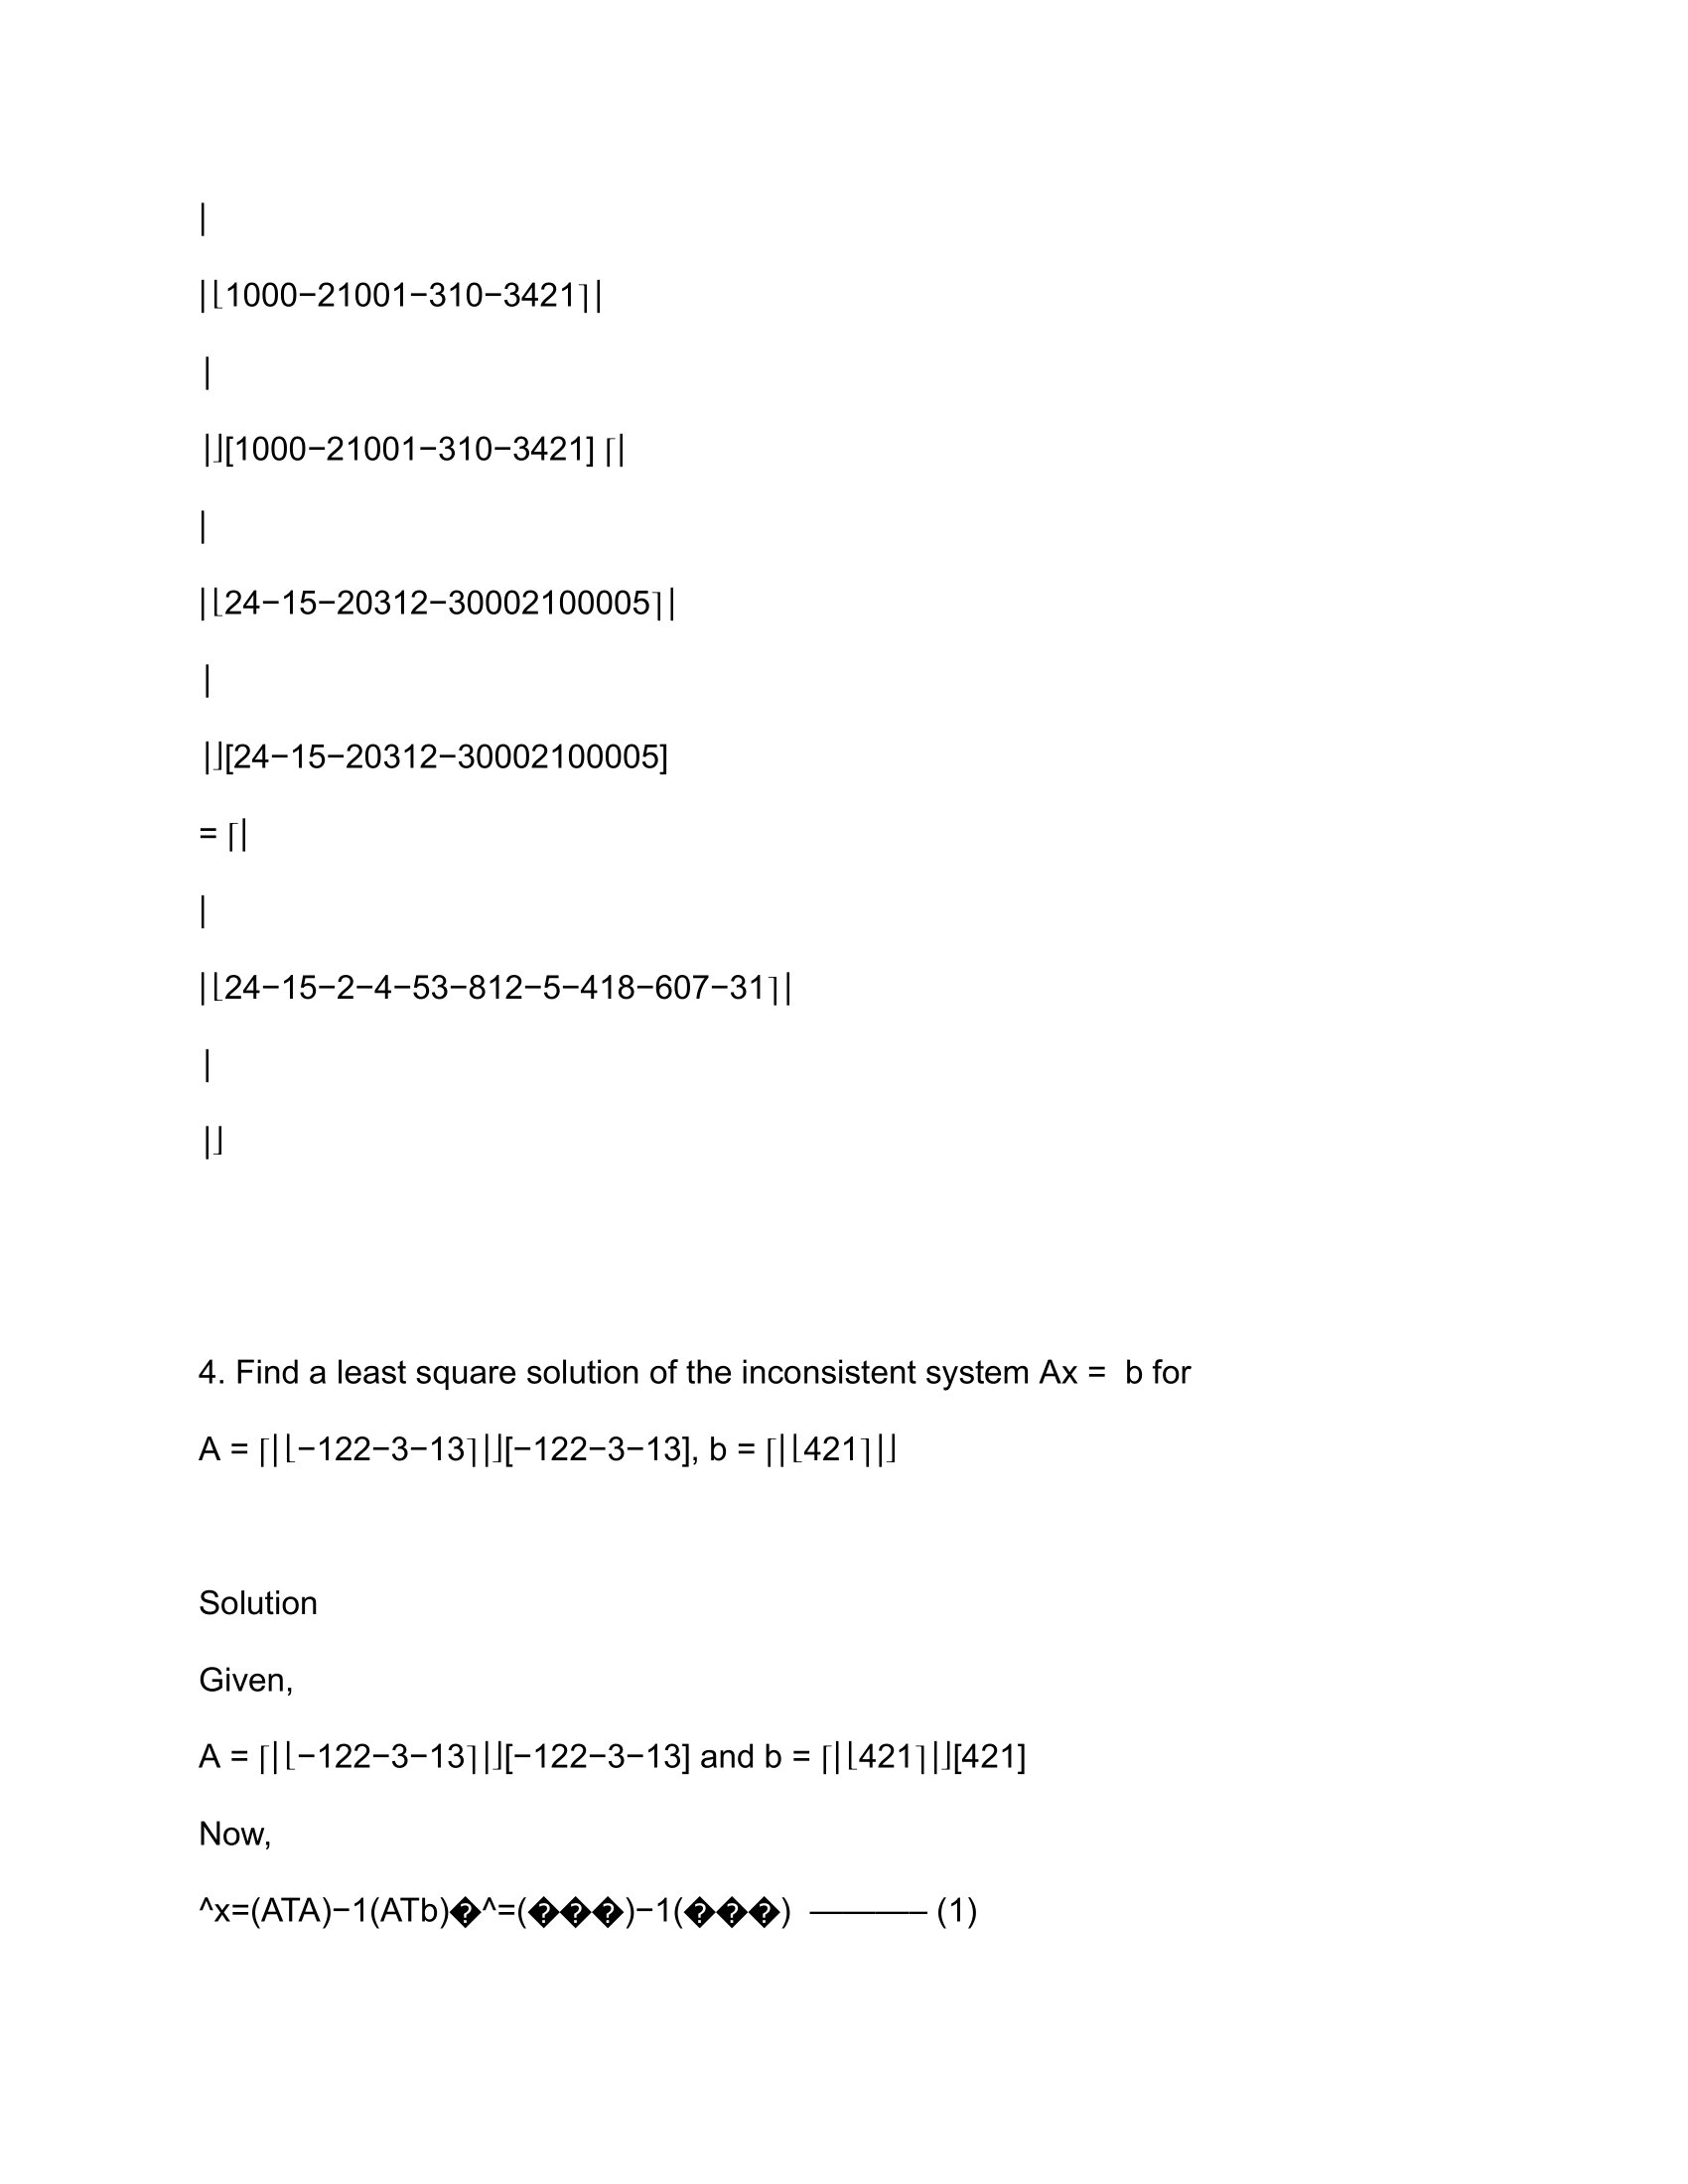 |
|⌊1000−21001−310−3421⌉|
|
|⌋[1000−21001−310−3421] ⌈|
|
|⌊24−15−20312−30002100005⌉|
|
|⌋[24−15−20312−30002100005]
= ⌈|
|
|⌊24−15−2−4−53−812−5−418−607−31⌉|
|
|⌋
4. Find a least square solution of the inconsistent system Ax =  b for
A = ⌈|⌊−122−3−13⌉|⌋[−122−3−13], b = ⌈|⌊421⌉|⌋
Solution
Given,
A = ⌈|⌊−122−3−13⌉|⌋[−122−3−13] and b = ⌈|⌊421⌉|⌋[421]
Now,
^x=(ATA)−1(ATb)�^=(���)−1(���)  ———– (1)